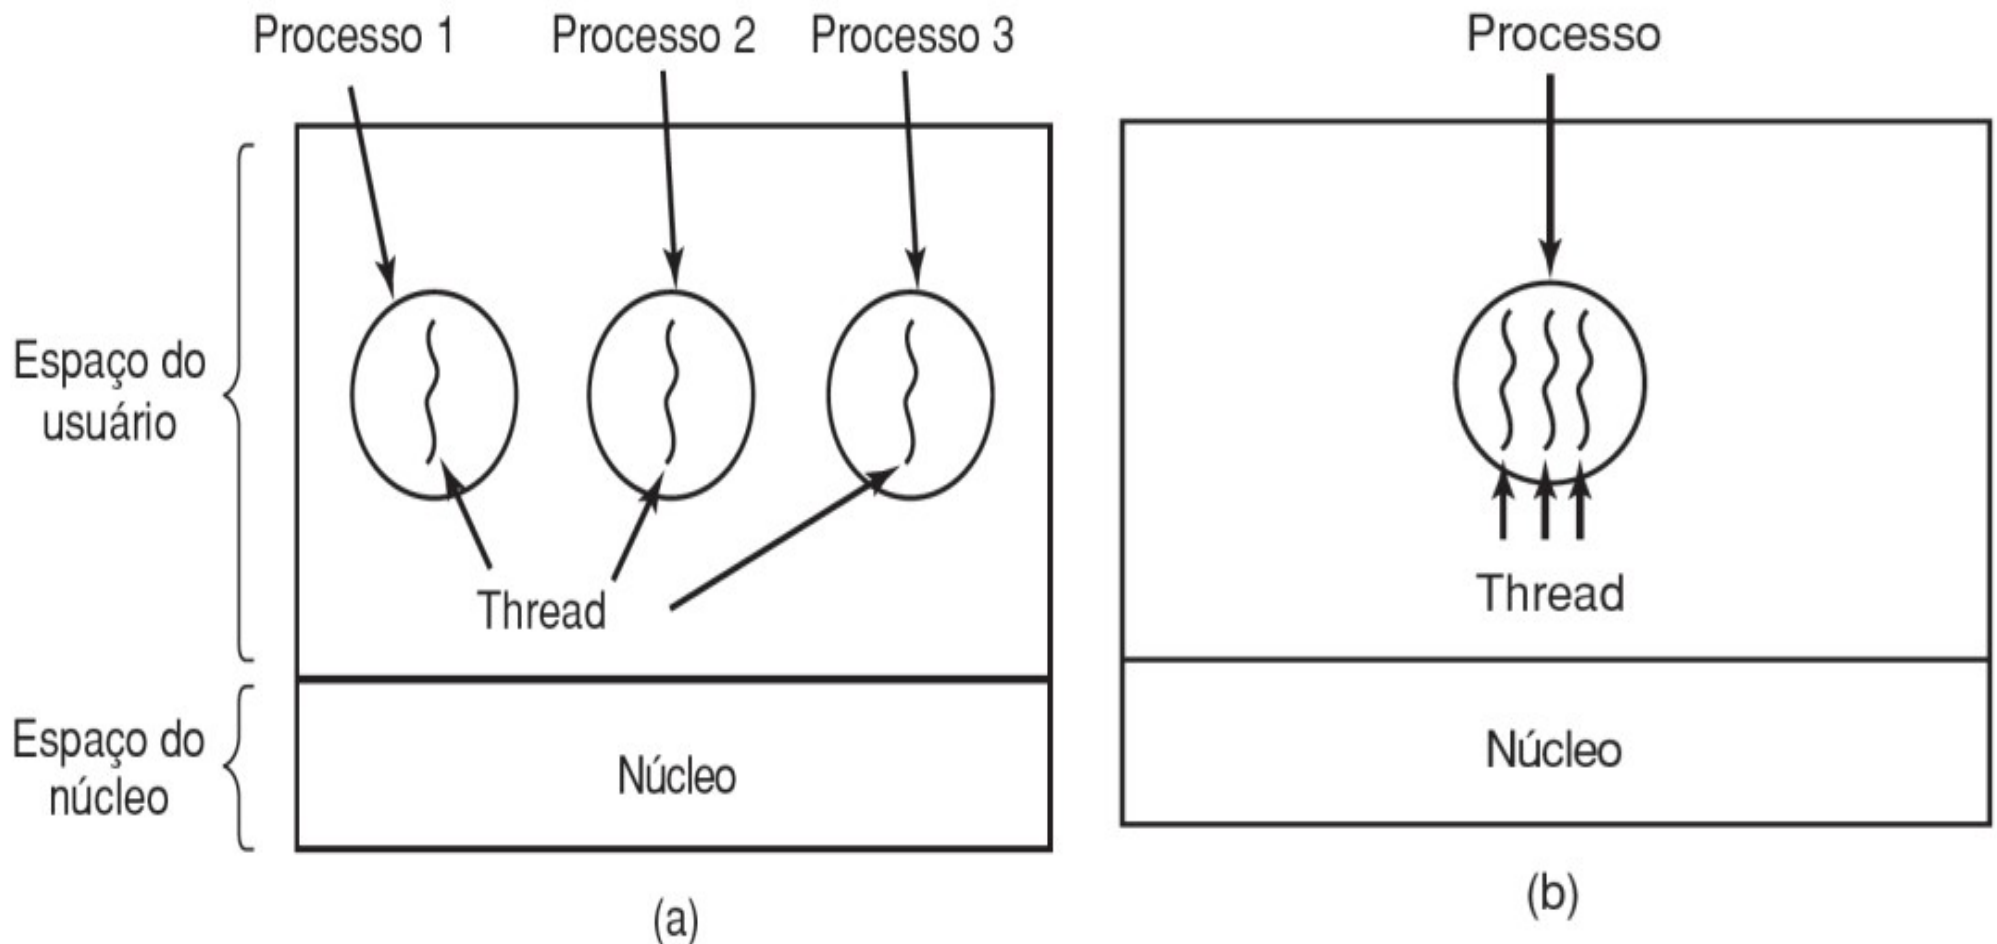 Processo 1
Processo 2
Processo 3
Espaço do
usuário
Thread
Espaço do
núcleo
Núcleo
(a)
Processo
Thread
Núcleo
(b)